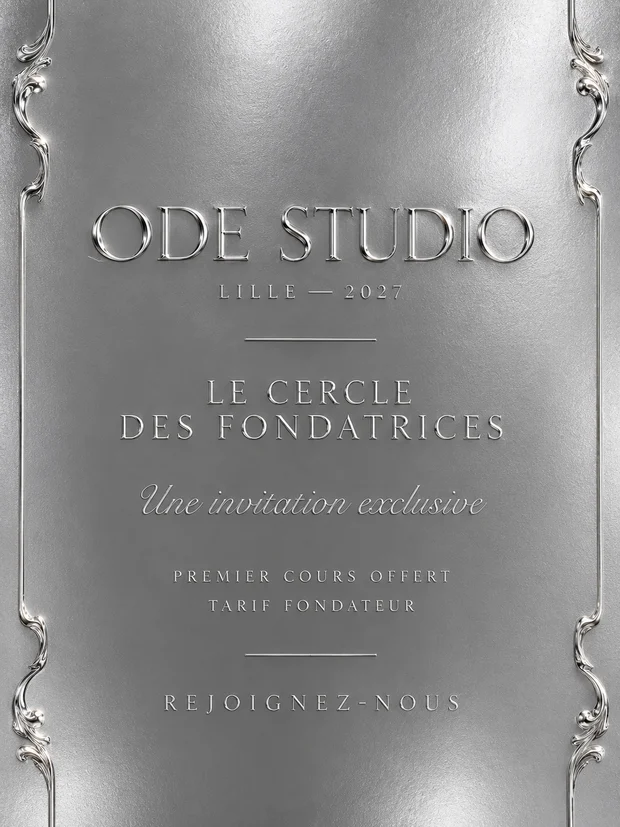 ODE STUDIO
LILLE — 2027
LE CERCLE
DES FONDATRICES
Une invitation exclusive
PREMIER COURS OFFERT
TARIF FONDATEUR
REJOIGNEZ-NOUS